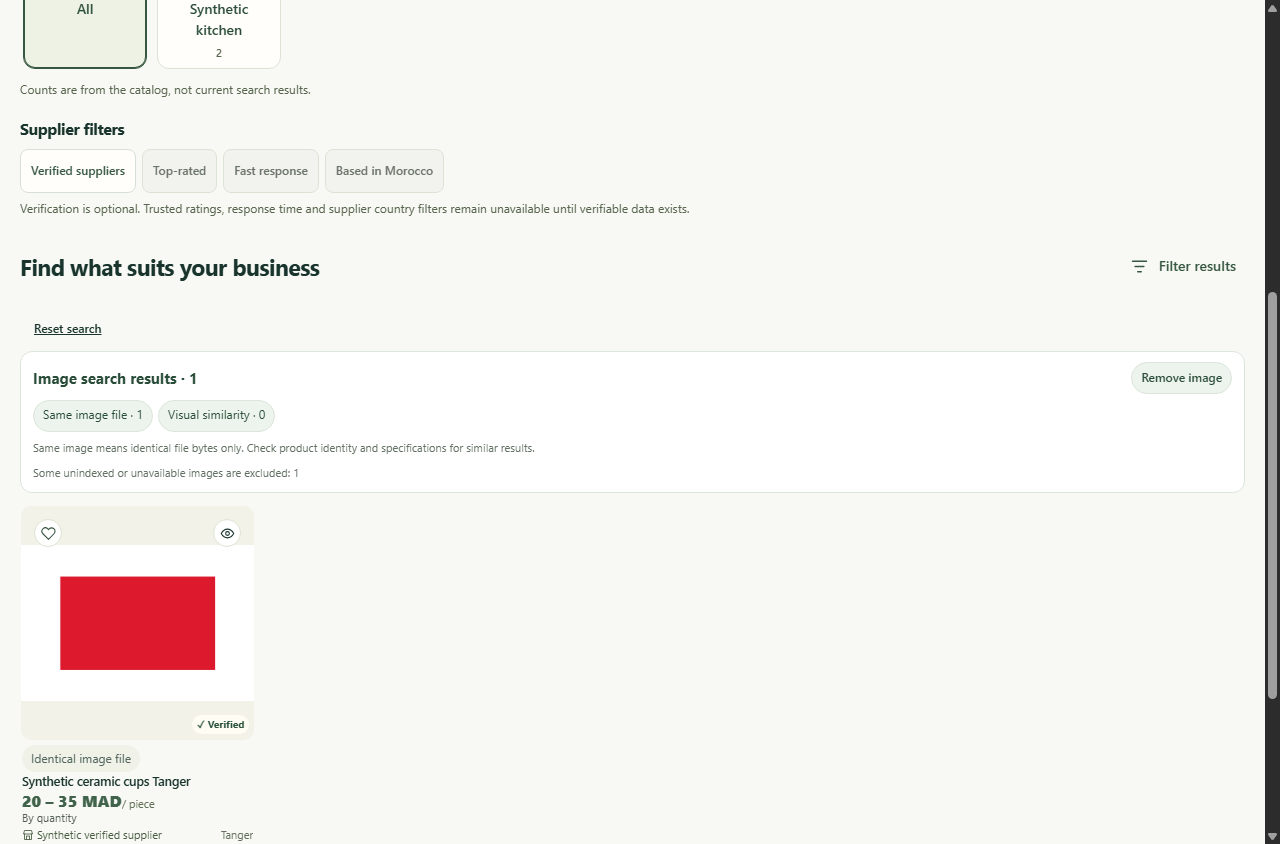 All
Synthetic
kitchen
2
Counts are from the catalog, not current search results.
Supplier filters
Verified suppliers
Top-rated
Fast response
Based in Morocco
Verification is optional. Trusted ratings, response time and supplier country filters remain unavailable until verifiable data exists.
Find what suits your business
Filter results
Reset search
Image search results · 1
Remove image
Same image file · 1
Visual similarity · 0
Same image means identical file bytes only. Check product identity and specifications for similar results.
Some unindexed or unavailable images are excluded: 1
✓ Verified
Identical image file
Synthetic ceramic cups Tanger
20 – 35 MAD/ piece
By quantity
Synthetic verified supplier
Tanger